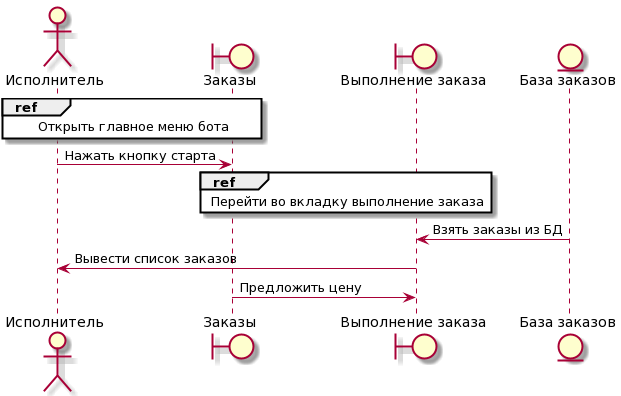 Исполнитель
Заказы
Выполнение заказа
База заказов
ref
Открыть главное меню бота
Нажать кнопку старта
ref
Перейти во вкладку выполнение заказа
Взять заказы из БД
Вывести список заказов
Предложить цену
Исполнитель
Заказы
Выполнение заказа
База заказов